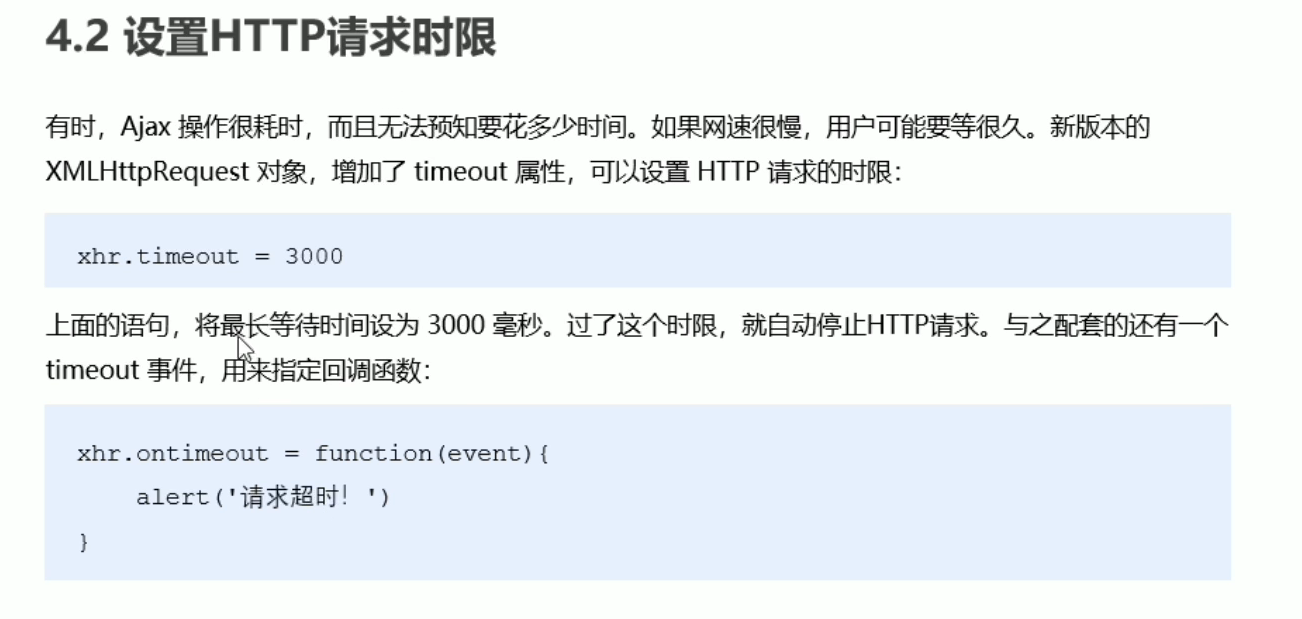 4.2 设置HTTP请求时限
有时，Ajax 操作很耗时，而且无法预知要花多少时间。如果网速很慢，用户可能要等很久。新版本的
XMLHttpRequest 对象，增加了 timeout 属性，可以设置 HTTP 请求的时限：
xhr.timeout = 3000
上面的语句，将最长等待时间设为 3000 毫秒。过了这个时限，就自动停止HTTP请求。与之配套的还有一个
timeout 事件，用来指定回调函数：
xhr.ontimeout = function(event){
    alert('请求超时！')
}